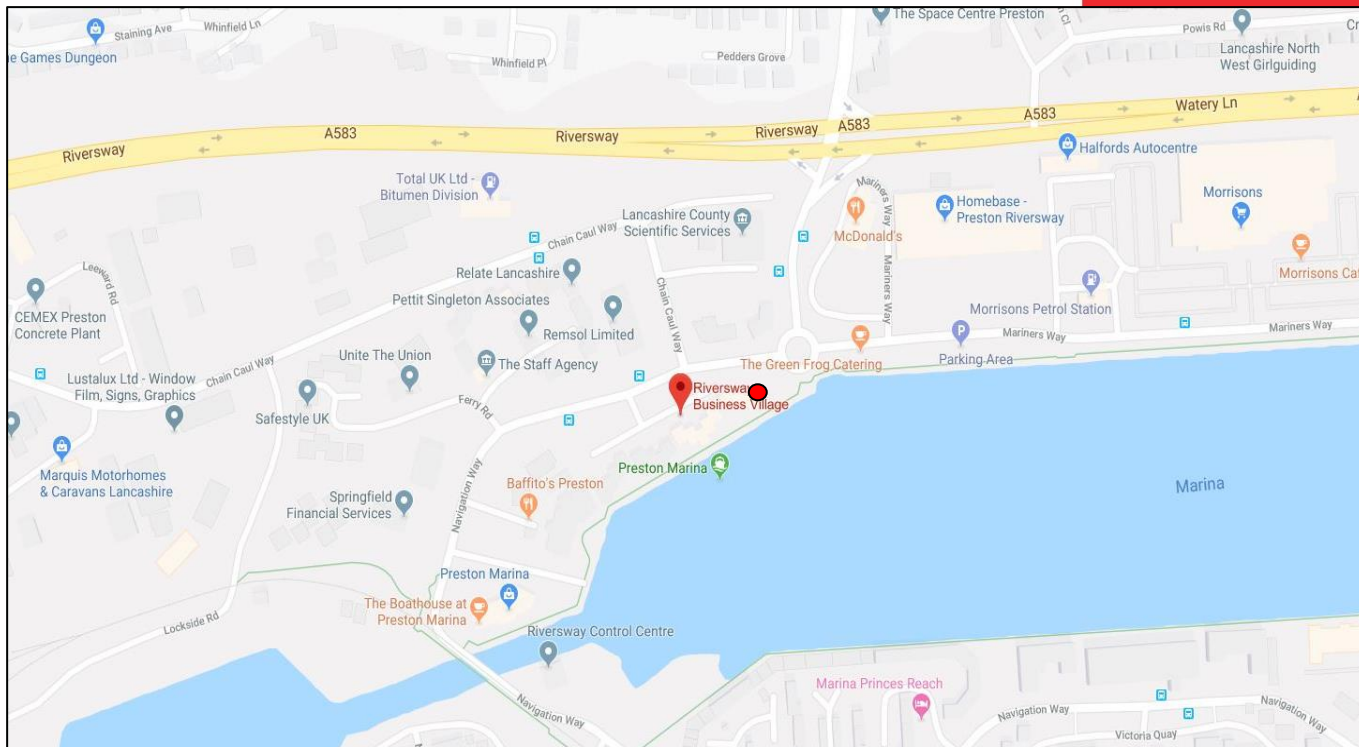 Staining Ave
Whinfield Ln
The Space Centre Preston
Powis Rd
e Games Dungeon
Whinfield Pl
Pedders Grove
Lancashire North
West Girlguiding
Riversway
A583
Riversway
Riversway
A583
A583
Watery Ln
Halfords Autocentre
Total UK Ltd -
Bitumen Division
Mariners Way
Morrisons
Lancashire County
Scientific Services
Homebase -
Preston Riversway
McDonald's
Chain Caul Way
Leeward Rd
Relate Lancashire
Mariners Way
Morrisons Caf
Pettit Singleton Associates
Chain Caul Way
Morrisons Petrol Station
CEMEX Preston
Concrete Plant
Remsol Limited
Mariners Way
Mariners Way
P
Unite The Union
The Staff Agency
The Green Frog Catering
Parking Area
Chain Caul Way
Lustalux Ltd - Window
Film, Signs, Graphics
Riversway
Business Village
Safestyle UK
Ferry Rd
Preston Marina
Marquis Motorhomes
& Caravans Lancashire
Navigation Way
Baffito's Preston
Marina
Springfield
Financial Services
Preston Marina
The Boathouse at
Preston Marina
Lockside Rd
Riversway Control Centre
Marina Princes Reach
Navigation Way
Navigation Way
Navigation Way
Victoria Quay